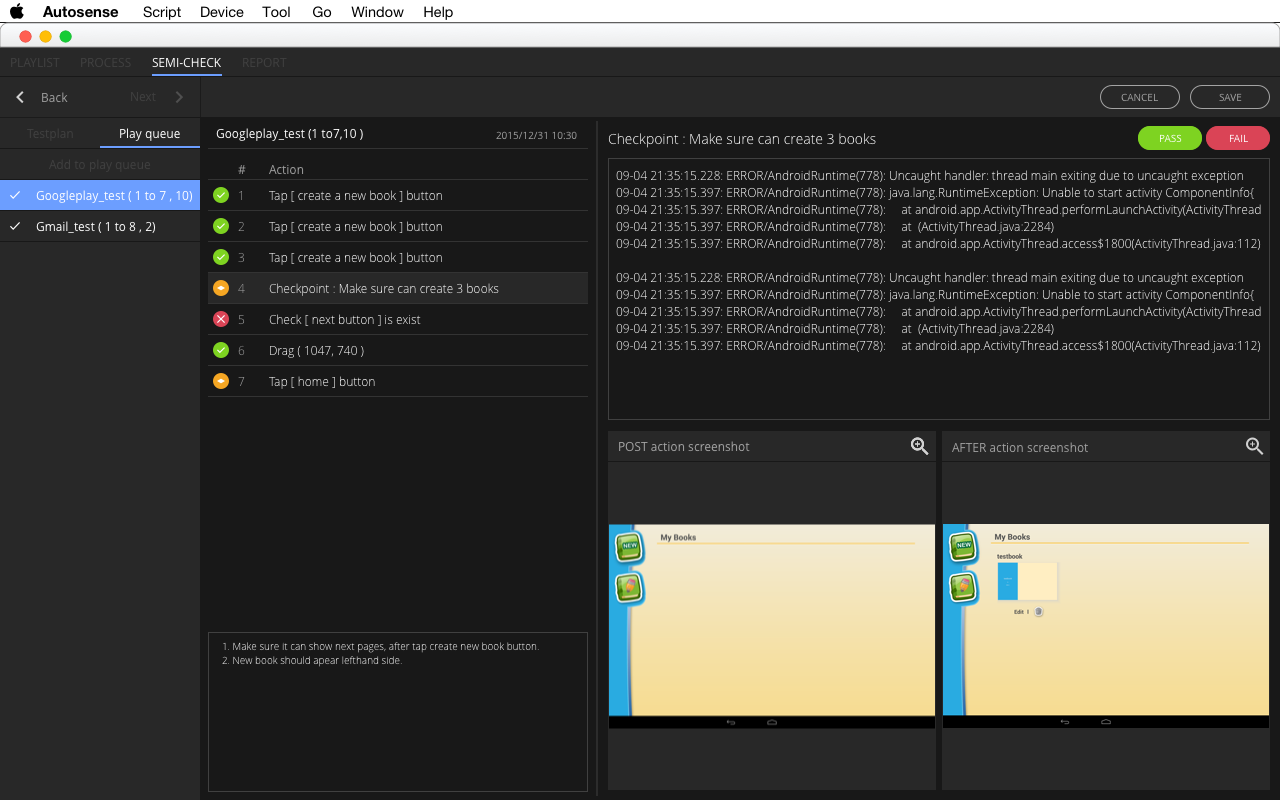 Autosense Script Device Tool Go Window Help
PLAYLIST PROCESS SEMI-CHECK REPORT
Back Next
CANCEL SAVE
Testplan Play queue
Add to play queue
Googleplay_test ( 1 to 7 , 10)
Gmail_test ( 1 to 8 , 2)
Googleplay_test (1 to7,10 ) 2015/12/31 10:30
# Action
1 Tap [ create a new book ] button
2 Tap [ create a new book ] button
3 Tap [ create a new book ] button
4 Checkpoint : Make sure can create 3 books
5 Check [ next button ] is exist
6 Drag ( 1047, 740 )
7 Tap [ home ] button
1. Make sure it can show next pages, after tap create new book button.
2. New book should apear lefthand side.
Checkpoint : Make sure can create 3 books
PASS FAIL
09-04 21:35:15.228: ERROR/AndroidRuntime(778): Uncaught handler: thread main exiting due to uncaught exception
09-04 21:35:15.397: ERROR/AndroidRuntime(778): java.lang.RuntimeException: Unable to start activity ComponentInfo{
09-04 21:35:15.397: ERROR/AndroidRuntime(778): at android.app.ActivityThread.performLaunchActivity(ActivityThread
09-04 21:35:15.397: ERROR/AndroidRuntime(778): at (ActivityThread.java:2284)
09-04 21:35:15.397: ERROR/AndroidRuntime(778): at android.app.ActivityThread.access$1800(ActivityThread.java:112)
09-04 21:35:15.228: ERROR/AndroidRuntime(778): Uncaught handler: thread main exiting due to uncaught exception
09-04 21:35:15.397: ERROR/AndroidRuntime(778): java.lang.RuntimeException: Unable to start activity ComponentInfo{
09-04 21:35:15.397: ERROR/AndroidRuntime(778): at android.app.ActivityThread.performLaunchActivity(ActivityThread
09-04 21:35:15.397: ERROR/AndroidRuntime(778): at (ActivityThread.java:2284)
09-04 21:35:15.397: ERROR/AndroidRuntime(778): at android.app.ActivityThread.access$1800(ActivityThread.java:112)
POST action screenshot
NEW
My Books
AFTER action screenshot
NEW
My Books
testbook
Edit